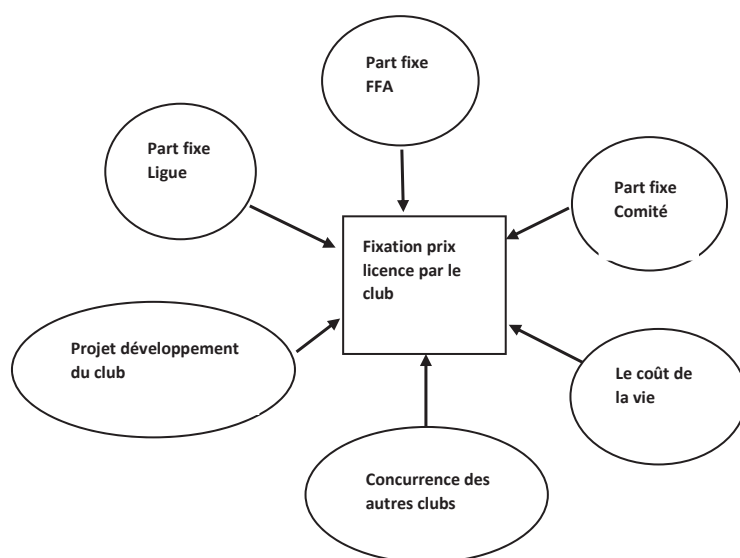 Part fixe
FFA
Part fixe
Ligue
Part fixe
Comité
Fixation prix
licence par le
club
Projet développement
du club
Le coût de
la vie
Concurrence des
autres clubs